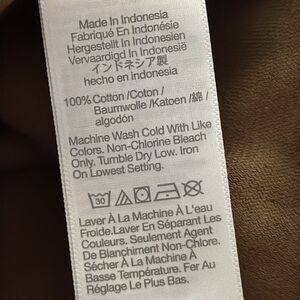 Made In Indonesia
Fabriqué En Indonésie
Hergestellt In Indonesien
Vervaardigd In Indonesië
インドネシア製
hecho en indonesia
100% Cotton /Coton /
Baumwolle /Katoen /綿 /
algodón
Machine Wash Cold With Like
Colors. Non-Chlorine Bleach
Only. Tumble Dry Low. Iron
On Lowest Setting.
30
Laver À La Machine À L'eau
Froide.Laver En Séparant Les
Couleurs. Seulement Agent
De Blanchiment Non-Chlore.
Sécher À La Machine À
Basse Température. Fer Au
Réglage Le Plus Bas.